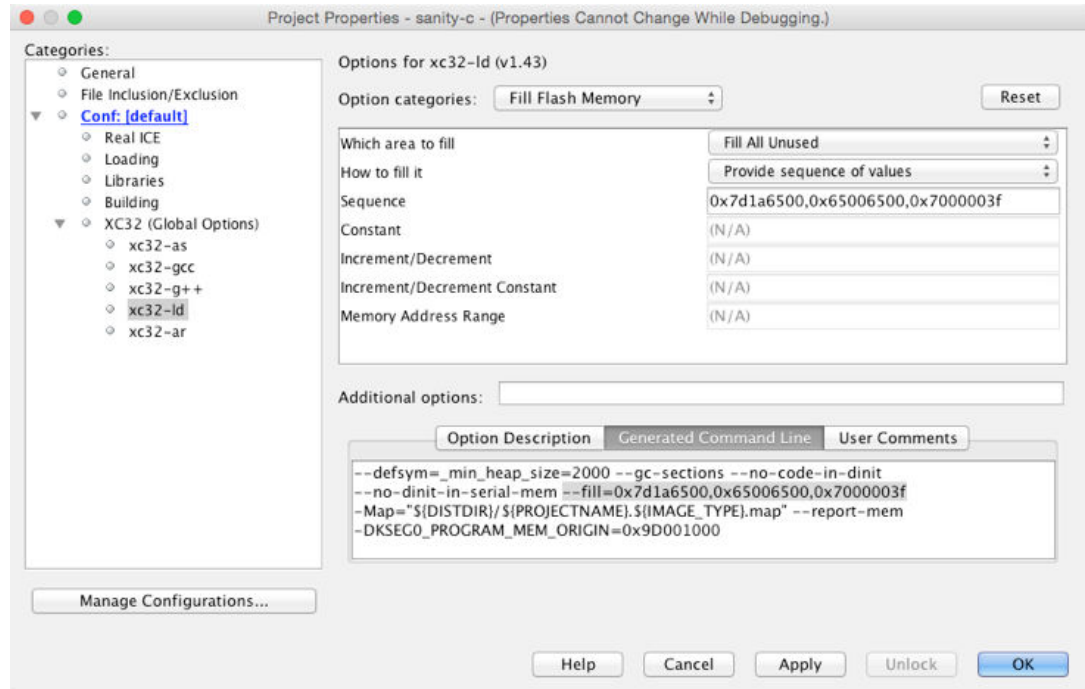 Project Properties - sanity-c - (Properties Cannot Change While Debugging.)
Categories:
General
File Inclusion/Exclusion
Conf: [default]
Real ICE
Loading
Libraries
Building
XC32 (Global Options)
xc32-as
xc32-gcc
xc32-g++
xc32-ld
xc32-ar
Manage Configurations...
Options for xc32-ld (v1.43)
Option categories: Fill Flash Memory Reset
Which area to fill Fill All Unused
How to fill it Provide sequence of values
Sequence 0x7d1a6500,0x65006500,0x7000003f
Constant (N/A)
Increment/Decrement (N/A)
Increment/Decrement Constant (N/A)
Memory Address Range (N/A)
Additional options:
Option Description Generated Command Line User Comments
--defsym=_min_heap_size=2000 --gc-sections --no-code-in-dinit
--no-dinit-in-serial-mem --fill=0x7d1a6500,0x65006500,0x7000003f
-Map="${DISTDIR}/${PROJECTNAME}.${IMAGE_TYPE}.map" --report-mem
-DKSEG0_PROGRAM_MEM_ORIGIN=0x9D001000
Help Cancel Apply Unlock OK